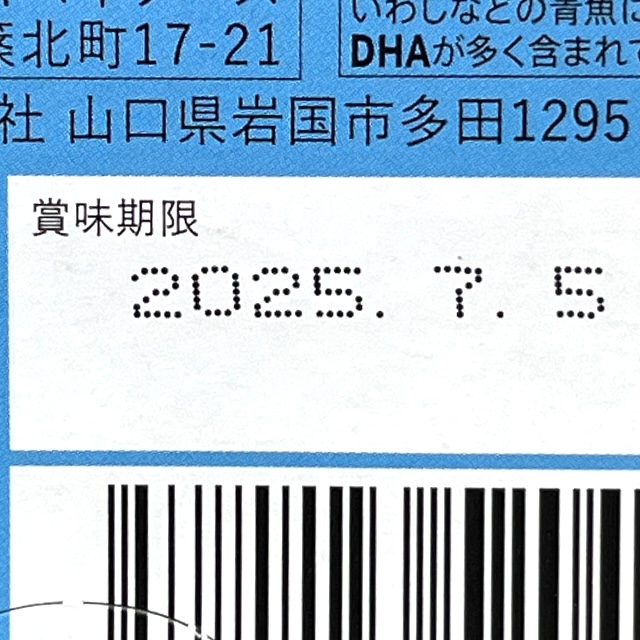 北町17-21
いわしなどの青魚に
DHAが多く含まれ
社 山口県岩国市多田1295
賞味期限
2025. 7. 5